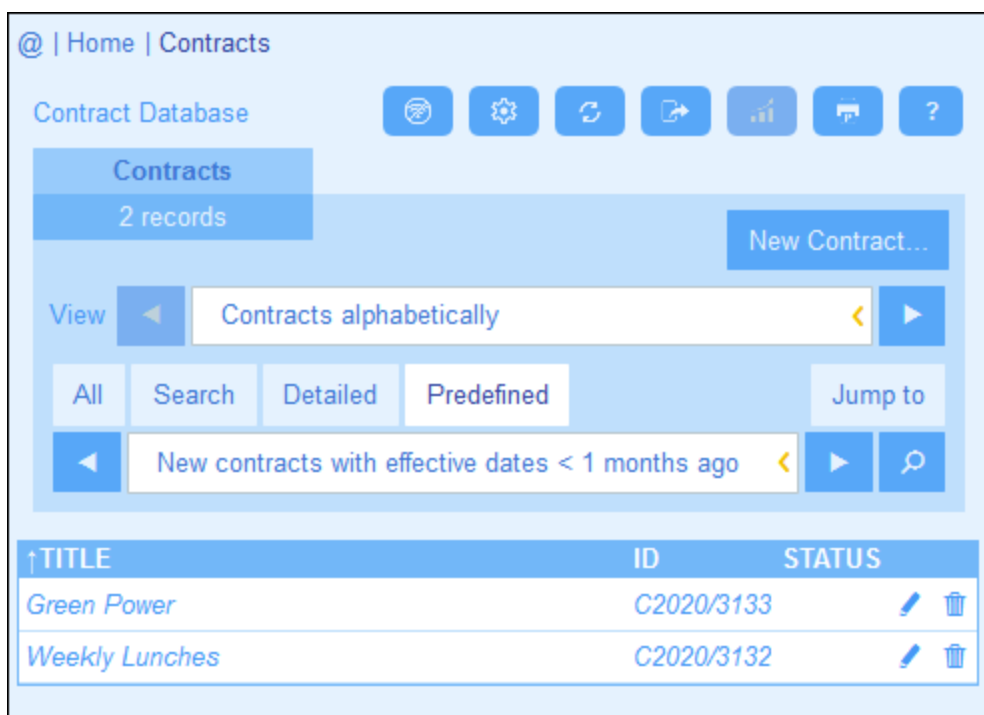 @ | Home | Contracts
Contract Database
?
Contracts
2 records
New Contract...
View
Contracts alphabetically
All Search Detailed Predefined Jump to
New contracts with effective dates < 1 months ago
↑TITLE ID STATUS
Green Power C2020/3133
Weekly Lunches C2020/3132